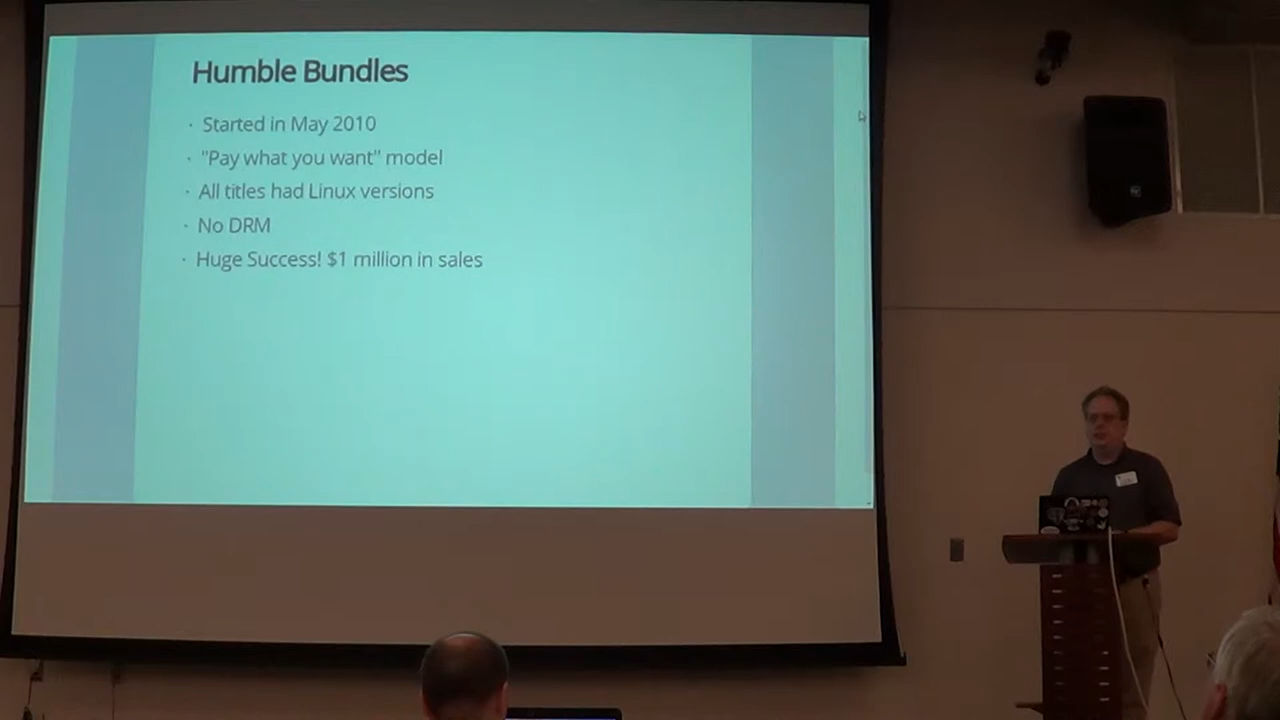 Humble Bundles
· Started in May 2010
· "Pay what you want" model
· All titles had Linux versions
· No DRM
· Huge Success! $1 million in sales